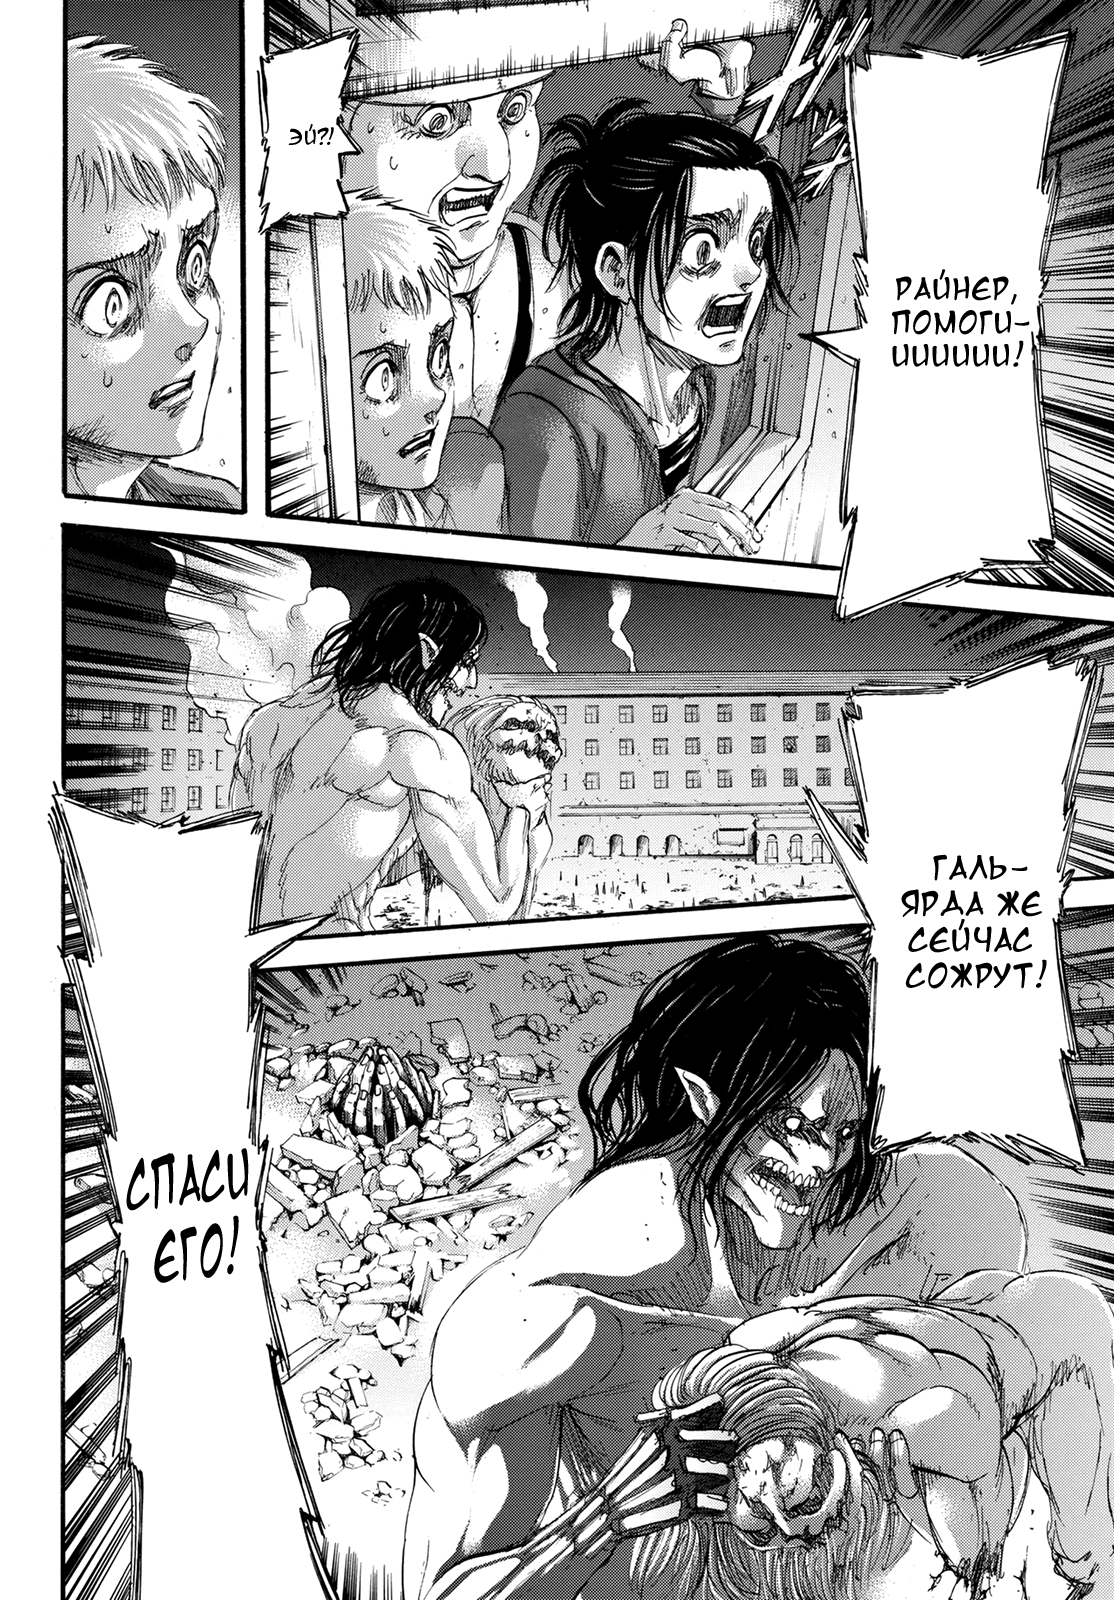 РАЙНЕР,
ПОМОГИ-
ИИИИИИ!
ЭЙ?!
ГАЛЬ-
ЯРДА ЖЕ
СЕЙЧАС
СОЖРУТ!
СПАСИ
ЕГО!